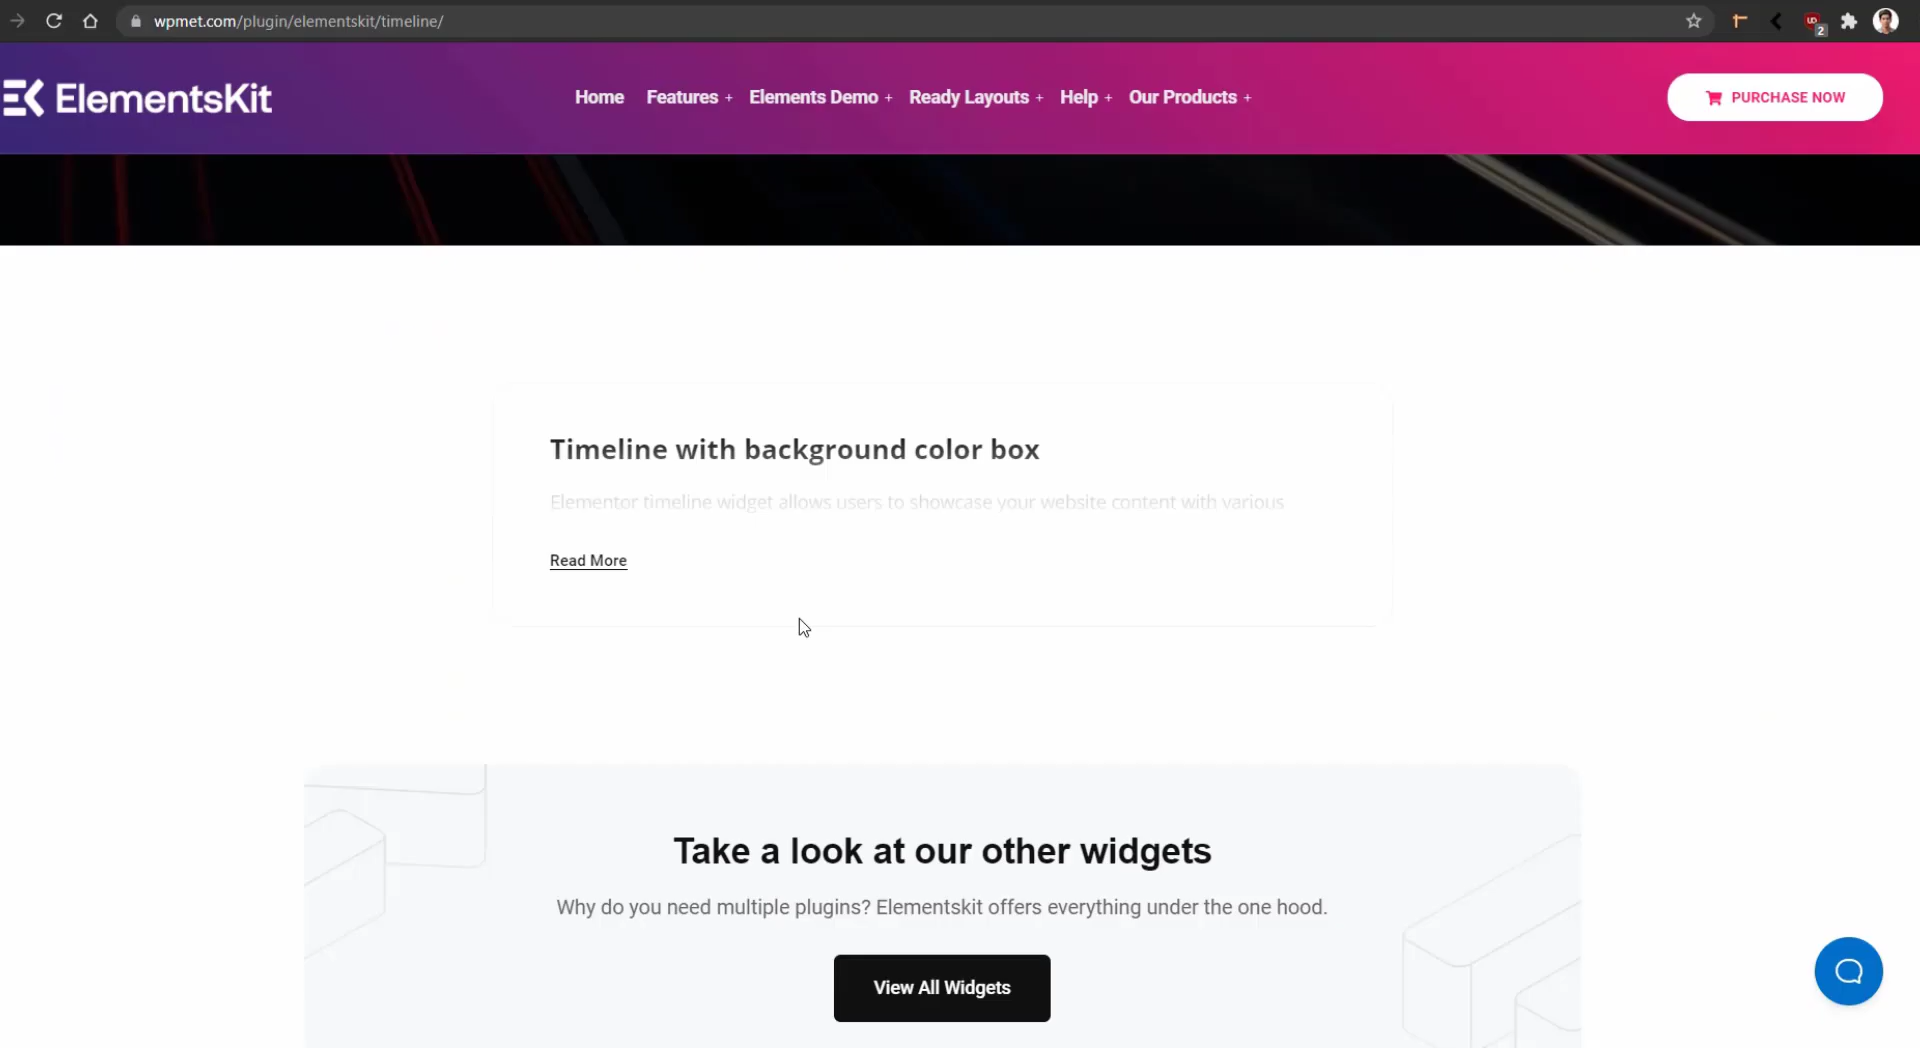 wpmet.com/plugin/elementskit/timeline/
2
ElementsKit
Home Features + Elements Demo + Ready Layouts + Help + Our Products +
PURCHASE NOW
Timeline with background color box
Elementor timeline widget allows users to showcase your website content with various
Read More
Take a look at our other widgets
Why do you need multiple plugins? Elementskit offers everything under the one hood.
View All Widgets